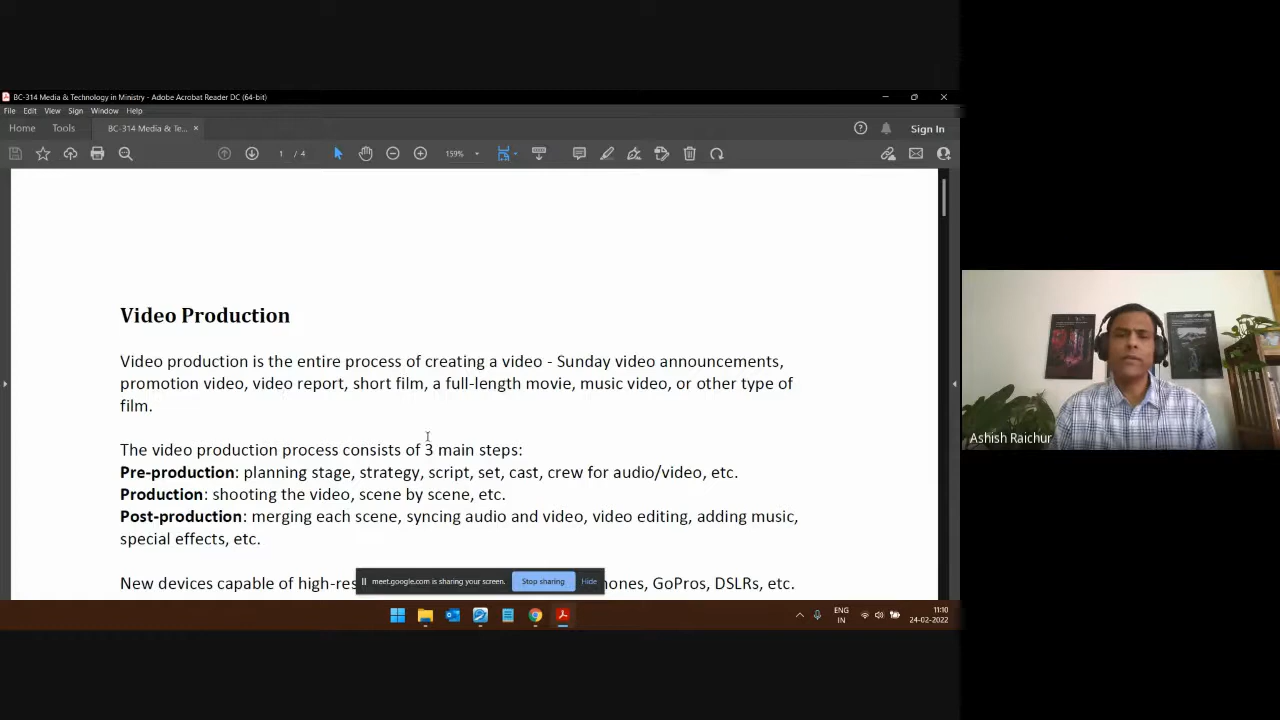 BC-314 Media & Technology in Ministry - Adobe Acrobat Reader DC (64-bit)
File Edit View Sign Window Help
Home Tools BC-314 Media & Te... × Sign In
1 / 4 159%
Video Production
Video production is the entire process of creating a video - Sunday video announcements,
promotion video, video report, short film, a full-length movie, music video, or other type of
film.
The video production process consists of 3 main steps:
Pre-production: planning stage, strategy, script, set, cast, crew for audio/video, etc.
Production: shooting the video, scene by scene, etc.
Post-production: merging each scene, syncing audio and video, video editing, adding music,
special effects, etc.
New devices capable of high-res hones, GoPros, DSLRs, etc.
meet.google.com is sharing your screen. Stop sharing Hide
ENG
IN
11:10
24-02-2022
Ashish Raichur